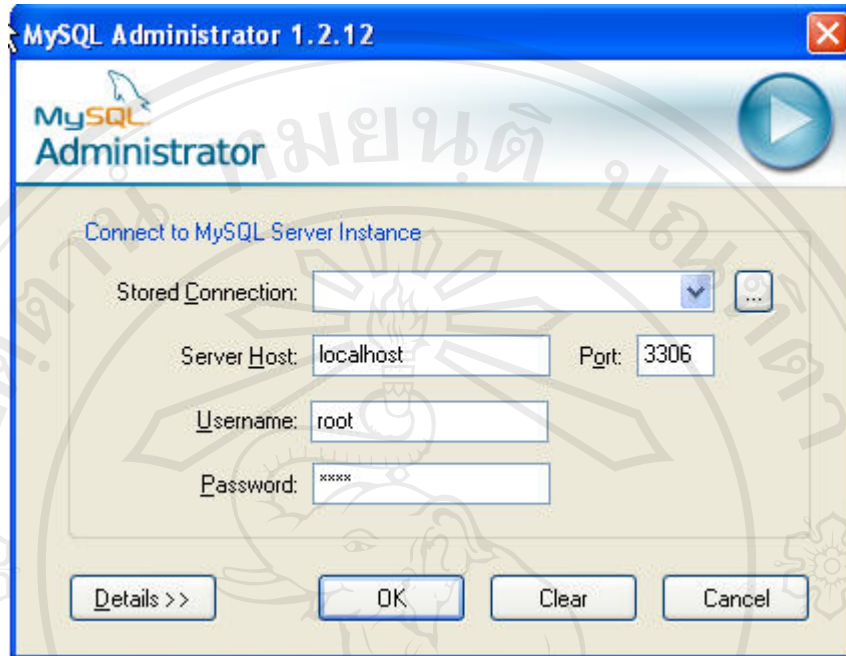 MySQL Administrator 1.2.12
MySQL
Administrator
Connect to MySQL Server Instance
Stored Connection:
...
Server Host: localhost Port: 3306
Username: root
Password: ****
Details >> OK Clear Cancel